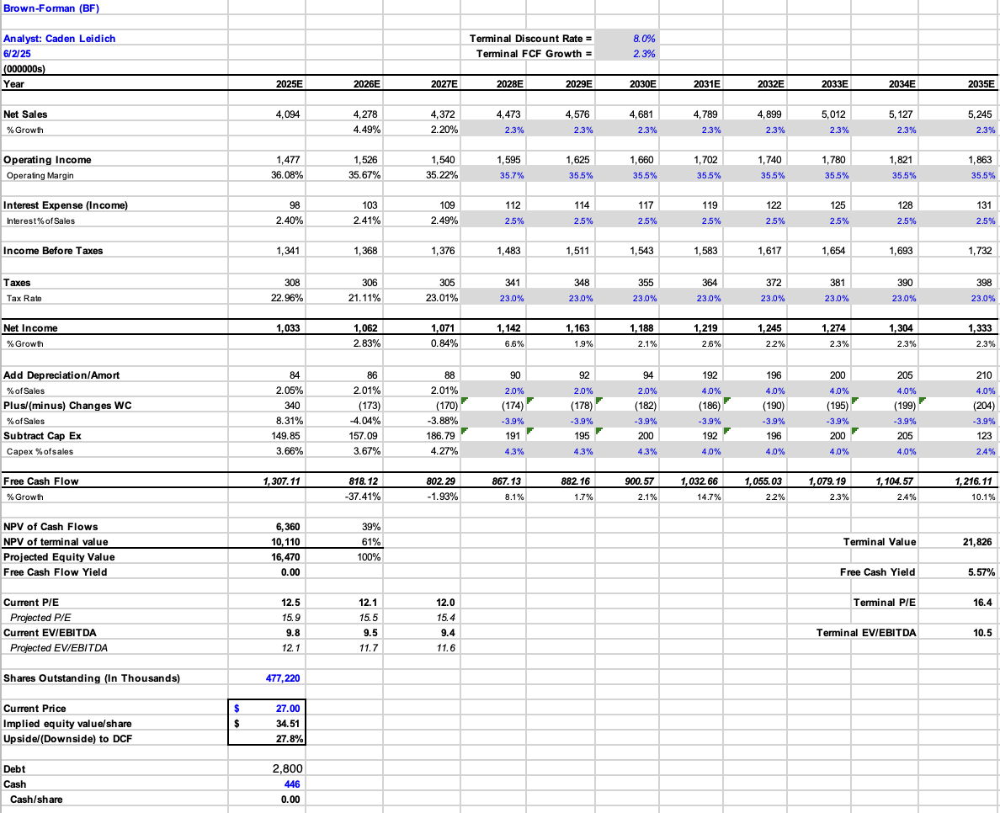 Brown-Forman (BF)
Analyst: Caden Leidich Terminal Discount Rate = 8.0%
6/2/25 Terminal FCF Growth = 2.3%
(000000s)
Year 2025E 2026E 2027E 2028E 2029E 2030E 2031E 2032E 2033E 2034E 2035E
Net Sales 4,094 4,278 4,372 4,473 4,576 4,681 4,789 4,899 5,012 5,127 5,245
% Growth 4.49% 2.20% 2.3% 2.3% 2.3% 2.3% 2.3% 2.3% 2.3% 2.3%
Operating Income 1,477 1,526 1,540 1,595 1,625 1,660 1,702 1,740 1,780 1,821 1,863
Operating Margin 36.08% 35.67% 35.22% 35.7% 35.5% 35.5% 35.5% 35.5% 35.5% 35.5% 35.5%
Interest Expense (Income) 98 103 109 112 114 117 119 122 125 128 131
Interest % of Sales 2.40% 2.41% 2.49% 2.5% 2.5% 2.5% 2.5% 2.5% 2.5% 2.5% 2.5%
Income Before Taxes 1,341 1,368 1,376 1,483 1,511 1,543 1,583 1,617 1,654 1,693 1,732
Taxes 308 306 305 341 348 355 364 372 381 390 398
Tax Rate 22.96% 21.11% 23.01% 23.0% 23.0% 23.0% 23.0% 23.0% 23.0% 23.0% 23.0%
Net Income 1,033 1,062 1,071 1,142 1,163 1,188 1,219 1,245 1,274 1,304 1,333
% Growth 2.83% 0.84% 6.6% 1.9% 2.1% 2.6% 2.2% 2.3% 2.3% 2.3%
Add Depreciation/Amort 84 86 88 90 92 94 192 196 200 205 210
% of Sales 2.05% 2.01% 2.01% 2.0% 2.0% 2.0% 4.0% 4.0% 4.0% 4.0% 4.0%
Plus/(minus) Changes WC 340 (173) (170) (174) (178) (182) (186) (190) (195) (199) (204)
% of Sales 8.31% -4.04% -3.88% -3.9% -3.9% -3.9% -3.9% -3.9% -3.9% -3.9% -3.9%
Subtract Cap Ex 149.85 157.09 186.79 191 195 200 192 196 200 205 123
Capex % of sales 3.66% 3.67% 4.27% 4.3% 4.3% 4.3% 4.0% 4.0% 4.0% 4.0% 2.4%
Free Cash Flow 1,307.11 818.12 802.29 867.13 882.16 900.57 1,032.66 1,055.03 1,079.19 1,104.57 1,216.11
% Growth -37.41% -1.93% 8.1% 1.7% 2.1% 14.7% 2.2% 2.3% 2.4% 10.1%
NPV of Cash Flows 6,360 39%
NPV of terminal value 10,110 61% Terminal Value 21,826
Projected Equity Value 16,470 100%
Free Cash Flow Yield 0.00 Free Cash Yield 5.57%
Current P/E 12.5 12.1 12.0 Terminal P/E 16.4
Projected P/E 15.9 15.5 15.4
Current EV/EBITDA 9.8 9.5 9.4 Terminal EV/EBITDA 10.5
Projected EV/EBITDA 12.1 11.7 11.6
Shares Outstanding (In Thousands) 477,220
Current Price $ 27.00
Implied equity value/share $ 34.51
Upside/(Downside) to DCF 27.8%
Debt 2,800
Cash 446
Cash/share 0.00